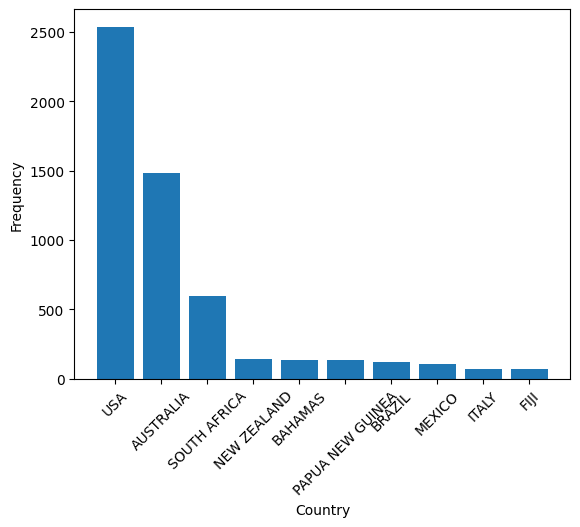 2500
2000
1500
1000
500
0
Frequency
USA
AUSTRALIA
SOUTH AFRICA
NEW ZEALAND
BAHAMAS
PAPUA NEW GUINEA
BRAZIL
MEXICO
ITALY
FIJI
Country